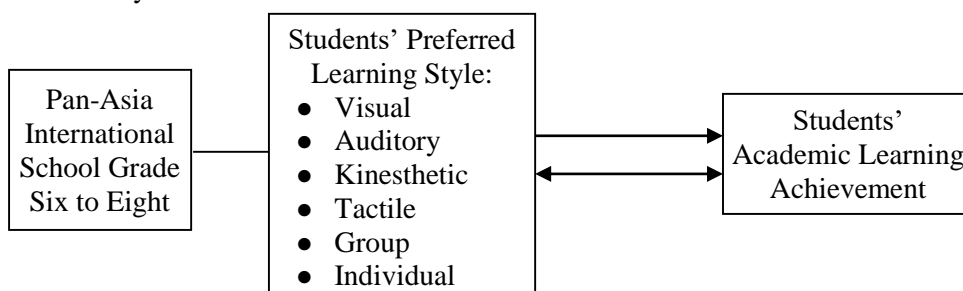 Pan-Asia
International
School Grade
Six to Eight
Students’ Preferred
Learning Style:
● Visual
● Auditory
● Kinesthetic
● Tactile
● Group
● Individual
Students’
Academic Learning
Achievement